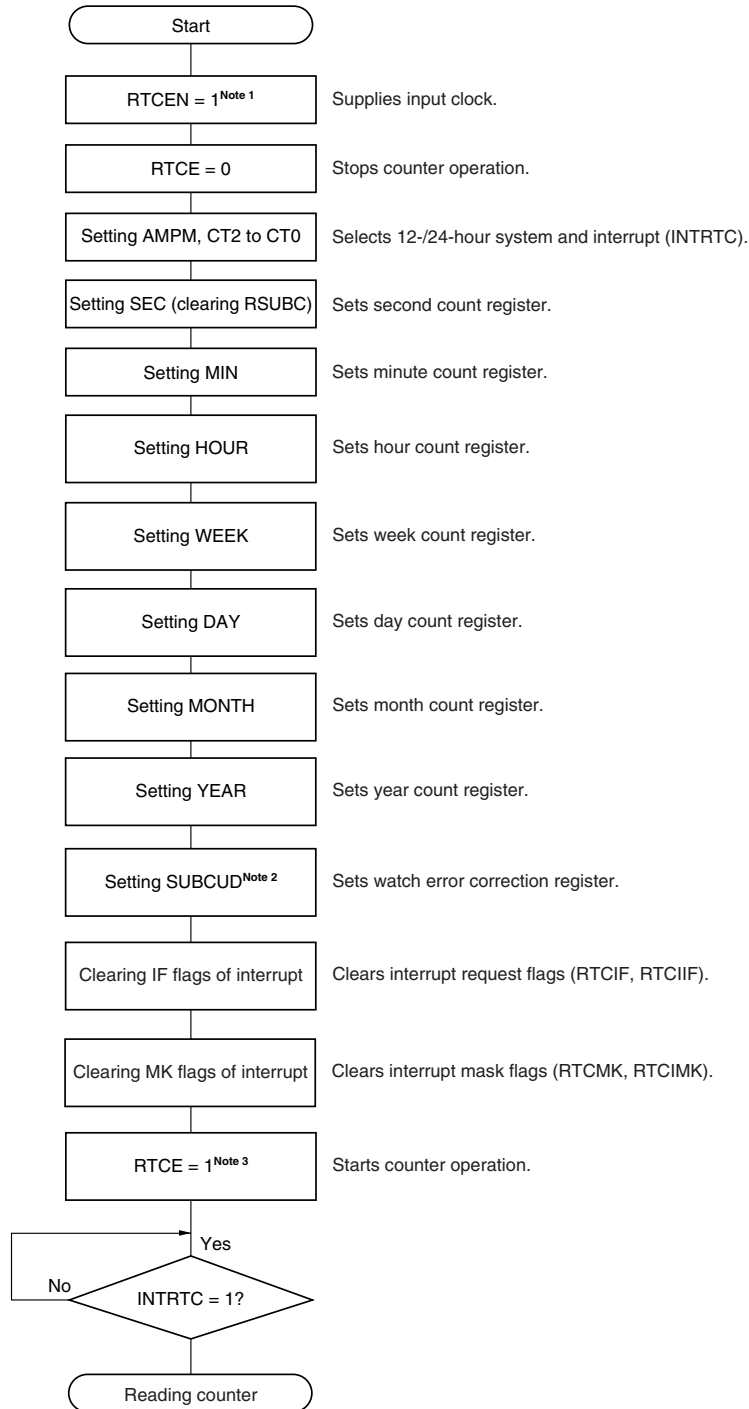 Start
RTCEN = 1Note 1
Supplies input clock.
RTCE = 0
Stops counter operation.
Setting AMPM, CT2 to CT0
Selects 12-/24-hour system and interrupt (INTRTC).
Setting SEC (clearing RSUBC)
Sets second count register.
Setting MIN
Sets minute count register.
Setting HOUR
Sets hour count register.
Setting WEEK
Sets week count register.
Setting DAY
Sets day count register.
Setting MONTH
Sets month count register.
Setting YEAR
Sets year count register.
Setting SUBCUDNote 2
Sets watch error correction register.
Clearing IF flags of interrupt
Clears interrupt request flags (RTCIF, RTCIIF).
Clearing MK flags of interrupt
Clears interrupt mask flags (RTCMK, RTCIMK).
RTCE = 1Note 3
Starts counter operation.
Yes
No
INTRTC = 1?
Reading counter